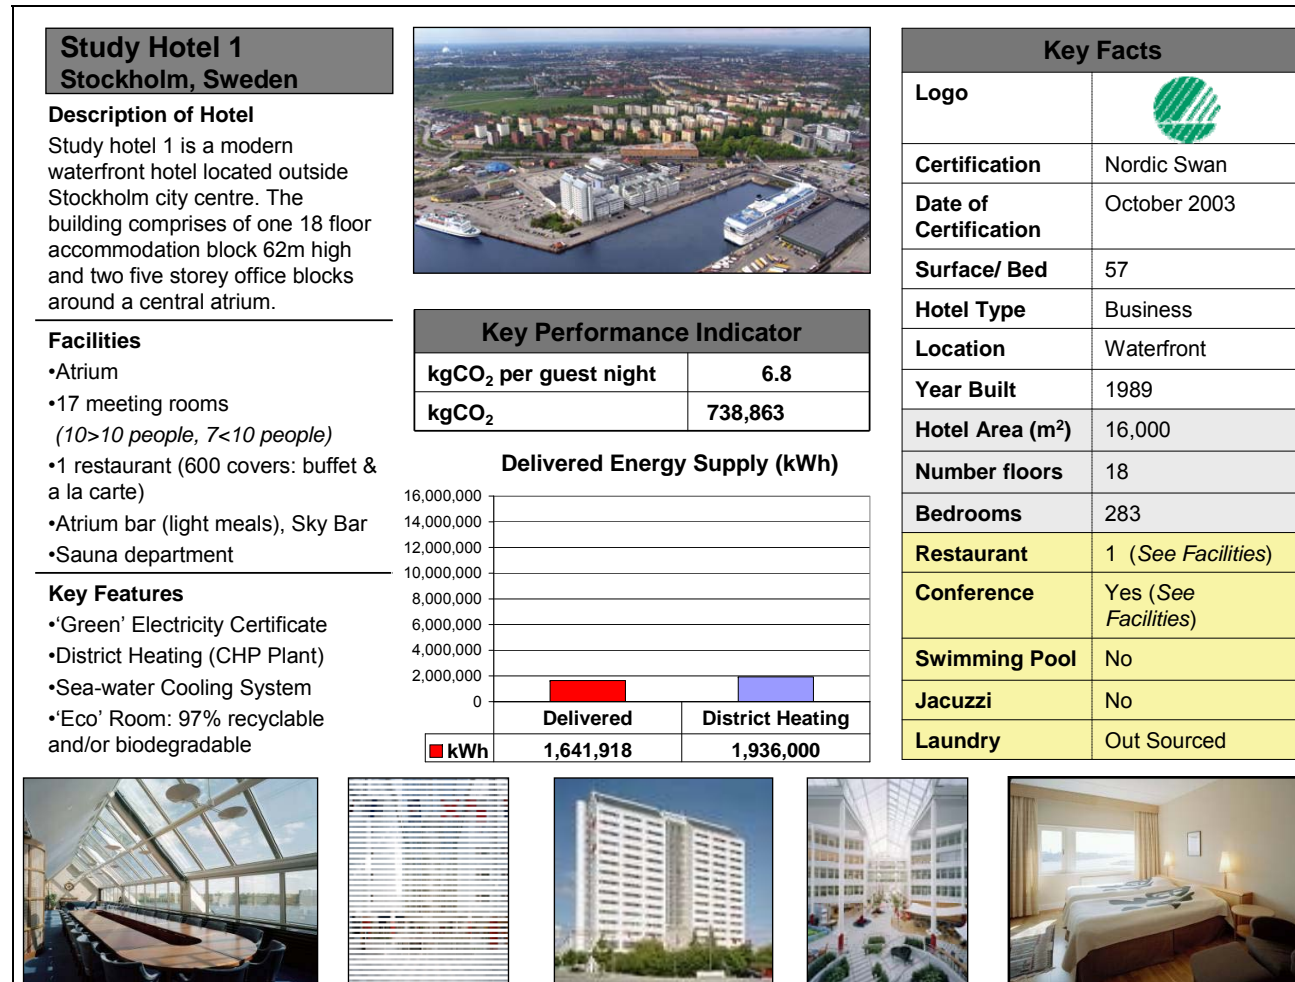 Study Hotel 1
Stockholm, Sweden
Description of Hotel
Study hotel 1 is a modern
waterfront hotel located outside
Stockholm city centre. The
building comprises of one 18 floor
accommodation block 62m high
and two five storey office blocks
around a central atrium.
Facilities
•Atrium
•17 meeting rooms
(10>10 people, 7<10 people)
•1 restaurant (600 covers: buffet &
a la carte)
•Atrium bar (light meals), Sky Bar
•Sauna department
Key Features
•‘Green’ Electricity Certificate
•District Heating (CHP Plant)
•Sea-water Cooling System
•‘Eco’ Room: 97% recyclable
and/or biodegradable
Key Performance Indicator
kgCO₂ per guest night 6.8
kgCO₂ 738,863
Delivered Energy Supply (kWh)
16,000,000
14,000,000
12,000,000
10,000,000
8,000,000
6,000,000
4,000,000
2,000,000
0
Delivered District Heating
kWh 1,641,918 1,936,000
Key Facts
Logo
Certification Nordic Swan
Date of October 2003
Certification
Surface/ Bed 57
Hotel Type Business
Location Waterfront
Year Built 1989
Hotel Area (m²) 16,000
Number floors 18
Bedrooms 283
Restaurant 1 (See Facilities)
Conference Yes (See
Facilities)
Swimming Pool No
Jacuzzi No
Laundry Out Sourced